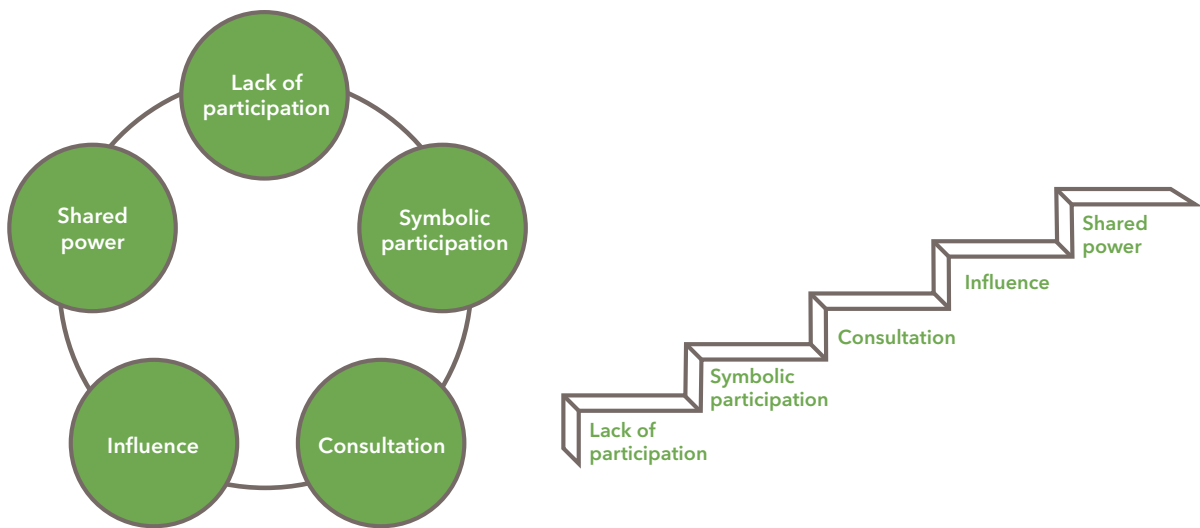 Lack of
participation
Symbolic
participation
Consultation
Influence
Shared
power
Lack of
participation
Symbolic
participation
Consultation
Influence
Shared
power